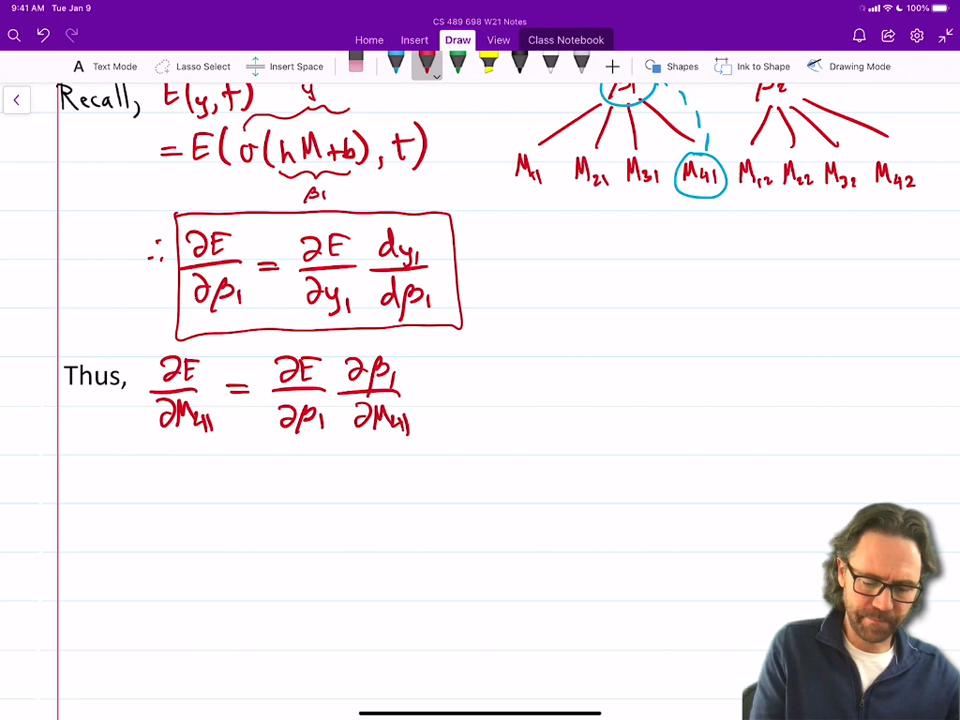 9:41 AM Tue Jan 9
100%
CS 489 698 W21 Notes
Home Insert Draw View Class Notebook
Text Mode Lasso Select Insert Space Shapes Ink to Shape Drawing Mode
Recall, E(y, t) y
= E( σ(hM+b), t)
β₁
β₁ β₂
M₁₁ M₂₁ M₃₁ M₄₁ M₁₂ M₂₂ M₃₂ M₄₂
∴ ∂E/∂β₁ = ∂E/∂y₁ dy₁/dβ₁
Thus, ∂E/∂M₄₁ = ∂E/∂β₁ ∂β₁/∂M₄₁